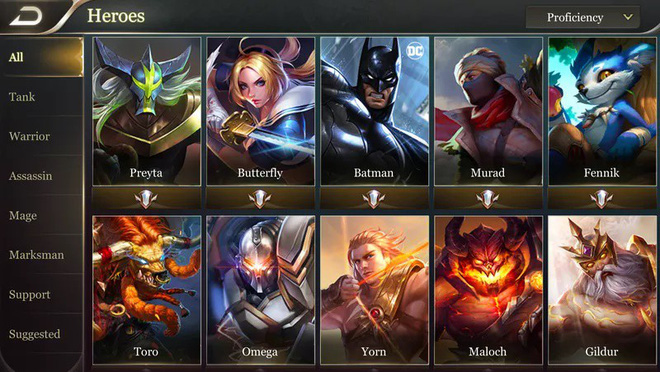 Heroes
Proficiency
All
Tank
Warrior
Assassin
Mage
Marksman
Support
Suggested
DC
Preyta
Butterfly
Batman
Murad
Fennik
Toro
Omega
Yorn
Maloch
Gildur